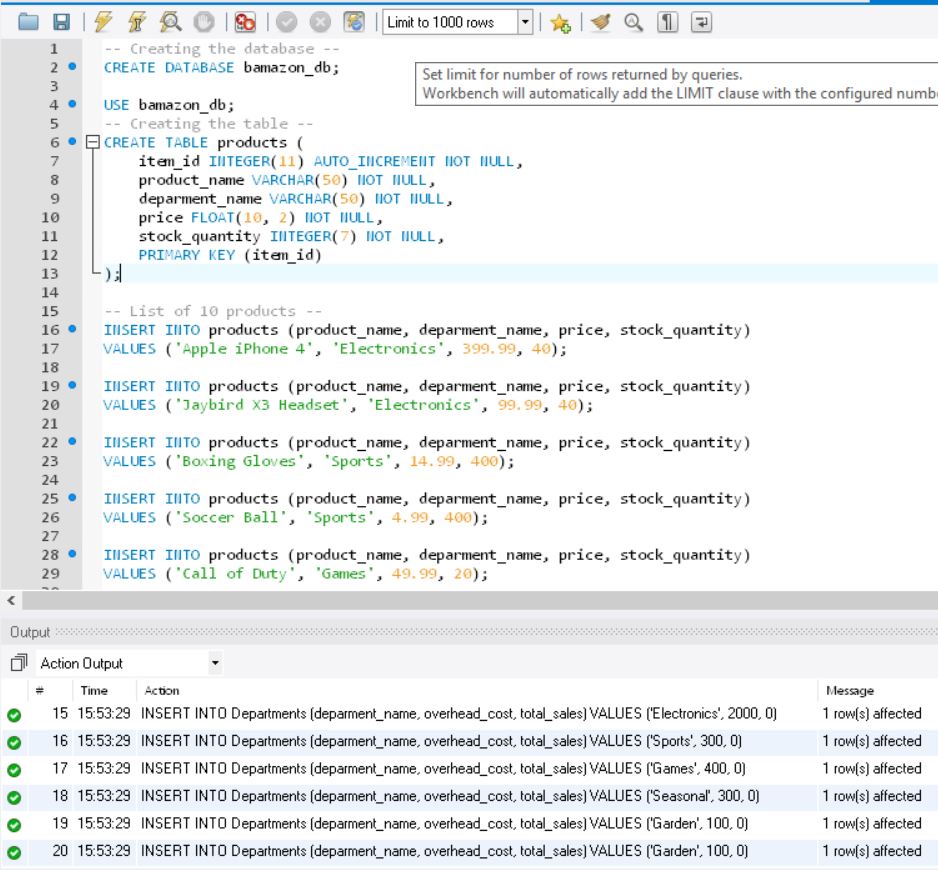 Limit to 1000 rows
1 -- Creating the database --
2 CREATE DATABASE bamazon_db;
Set limit for number of rows returned by queries.
3
Workbench will automatically add the LIMIT clause with the configured numbe
4 USE bamazon_db;
5 -- Creating the table --
6 CREATE TABLE products (
7 item_id INTEGER(11) AUTO_INCREMENT NOT NULL,
8 product_name VARCHAR(50) NOT NULL,
9 deparment_name VARCHAR(50) NOT NULL,
10 price FLOAT(10, 2) NOT NULL,
11 stock_quantity INTEGER(7) NOT NULL,
12 PRIMARY KEY (item_id)
13 );
14
15 -- List of 10 products --
16 INSERT INTO products (product_name, deparment_name, price, stock_quantity)
17 VALUES ('Apple iPhone 4', 'Electronics', 399.99, 40);
18
19 INSERT INTO products (product_name, deparment_name, price, stock_quantity)
20 VALUES ('Jaybird X3 Headset', 'Electronics', 99.99, 40);
21
22 INSERT INTO products (product_name, deparment_name, price, stock_quantity)
23 VALUES ('Boxing Gloves', 'Sports', 14.99, 400);
24
25 INSERT INTO products (product_name, deparment_name, price, stock_quantity)
26 VALUES ('Soccer Ball', 'Sports', 4.99, 400);
27
28 INSERT INTO products (product_name, deparment_name, price, stock_quantity)
29 VALUES ('Call of Duty', 'Games', 49.99, 20);
Output
Action Output
# Time Action Message
15 15:53:29 INSERT INTO Departments (deparment_name, overhead_cost, total_sales) VALUES ('Electronics', 2000, 0) 1 row(s) affected
16 15:53:29 INSERT INTO Departments (deparment_name, overhead_cost, total_sales) VALUES ('Sports', 300, 0) 1 row(s) affected
17 15:53:29 INSERT INTO Departments (deparment_name, overhead_cost, total_sales) VALUES ('Games', 400, 0) 1 row(s) affected
18 15:53:29 INSERT INTO Departments (deparment_name, overhead_cost, total_sales) VALUES ('Seasonal', 300, 0) 1 row(s) affected
19 15:53:29 INSERT INTO Departments (deparment_name, overhead_cost, total_sales) VALUES ('Garden', 100, 0) 1 row(s) affected
20 15:53:29 INSERT INTO Departments (deparment_name, overhead_cost, total_sales) VALUES ('Garden', 100, 0) 1 row(s) affected